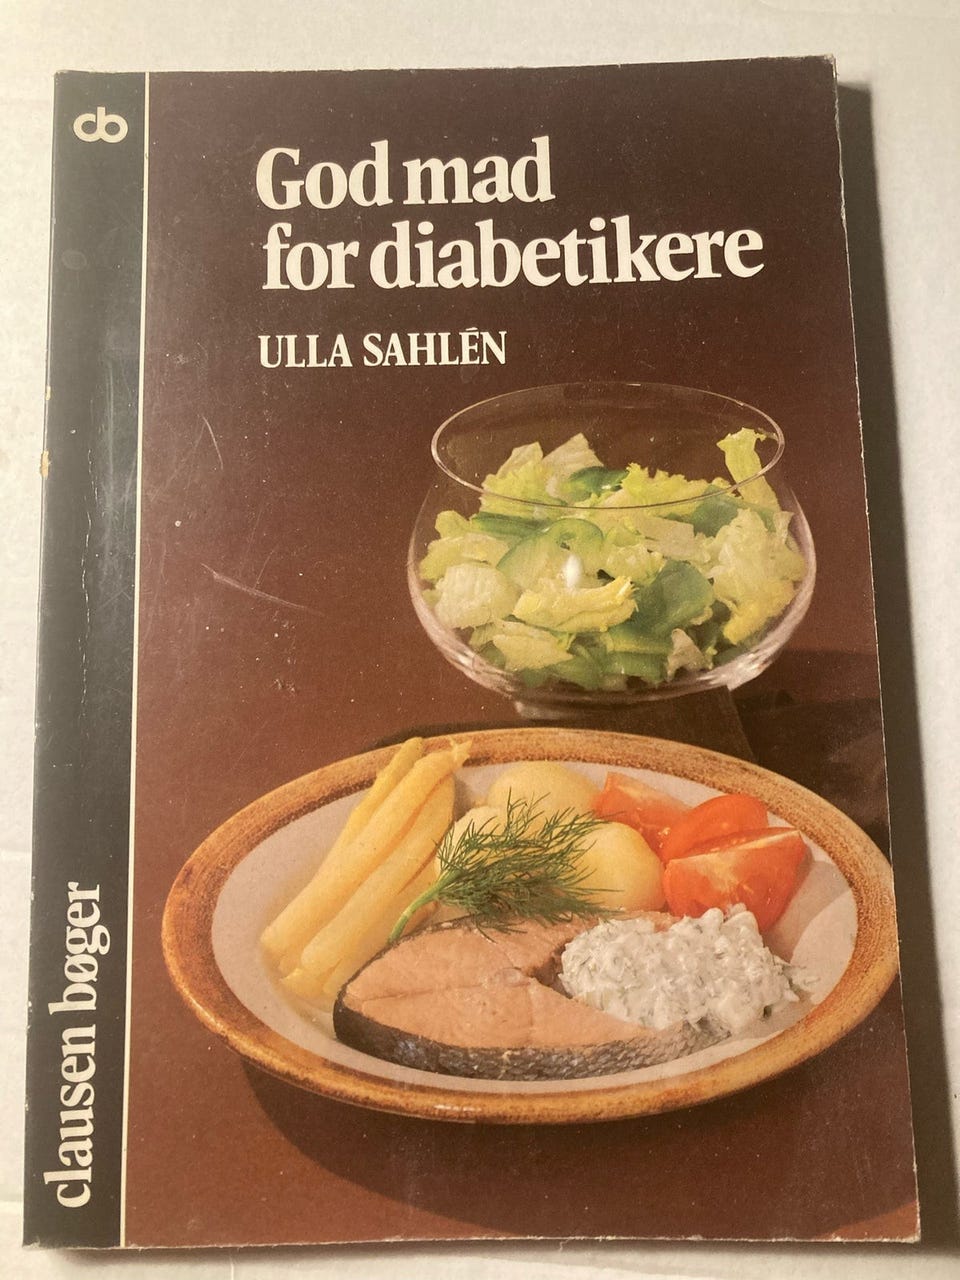 cb
God mad
for diabetikere
ULLA SAHLÉN
clausen bøger